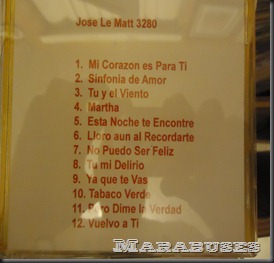 Jose Le Matt 3280
1. Mi Corazon es Para Ti
2. Sinfonia de Amor
3. Tu y el Viento
4. Martha
5. Esta Noche te Encontre
6. Lloro aun al Recordarte
7. No Puedo Ser Feliz
8. Tu mi Delirio
9. Ya que te Vas
10. Tabaco Verde
11. Pero Dime la Verdad
12. Vuelvo a Ti
MARABUSES